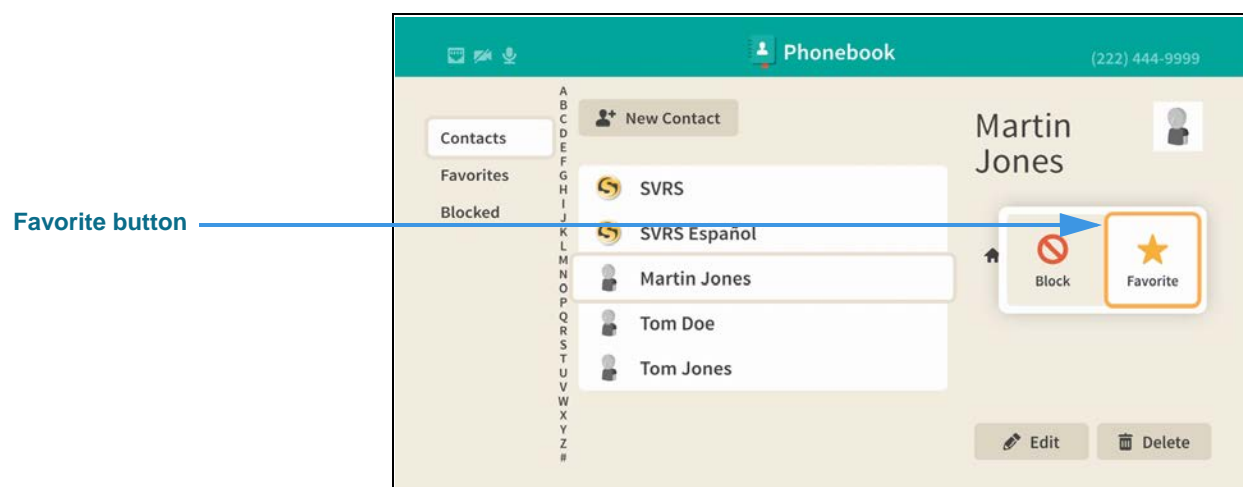 Phonebook
(222) 444-9999
Contacts
Favorites
Blocked
A
B
C
D
E
F
G
H
I
J
K
L
M
N
O
P
Q
R
S
T
U
V
W
X
Y
Z
#
New Contact
SVRS
SVRS Español
Martin Jones
Tom Doe
Tom Jones
Martin
Jones
Block
Favorite
Edit
Delete
Favorite button